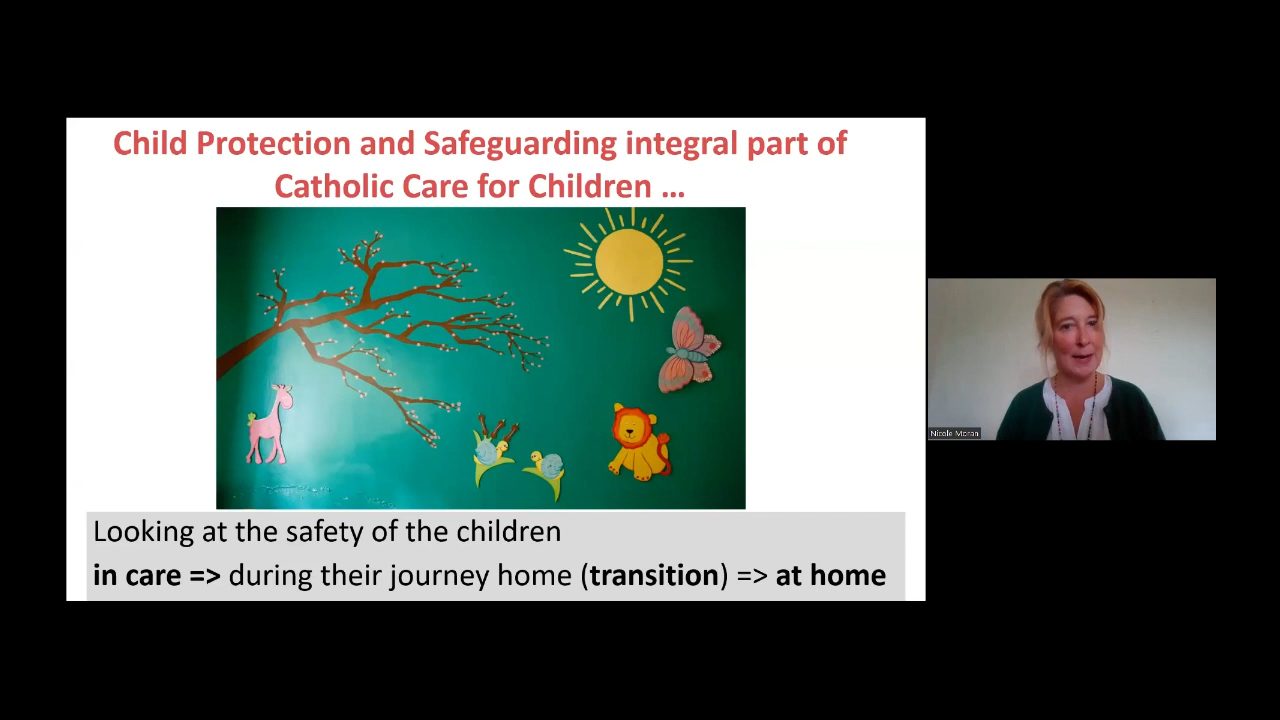 Child Protection and Safeguarding integral part of
Catholic Care for Children ...
Looking at the safety of the children
in care => during their journey home (transition) => at home
Nicole Moran